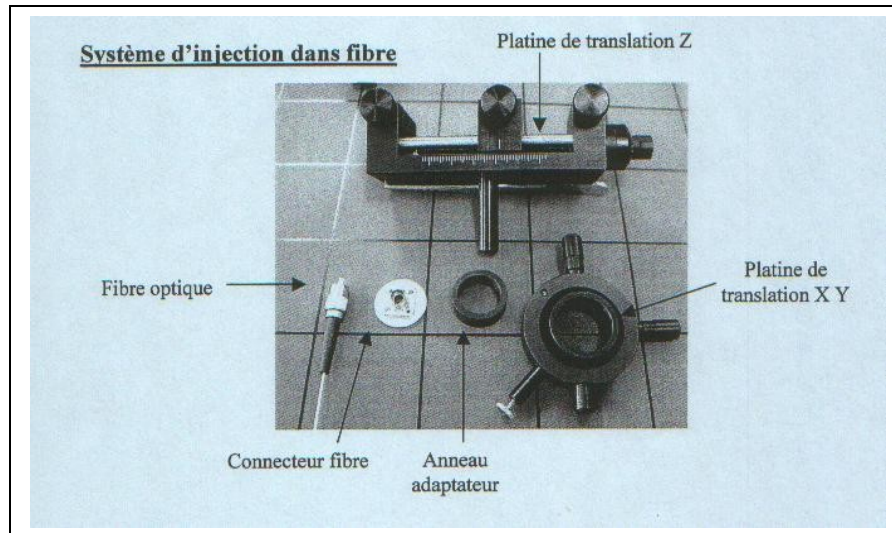 Système d'injection dans fibre
Platine de translation Z
Fibre optique
Platine de
translation X Y
Connecteur fibre
Anneau
adaptateur